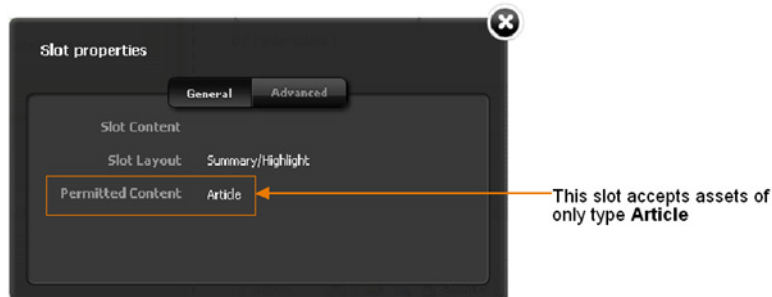 Slot properties
General Advanced
Slot Content
Slot Layout Summary/Highlight
Permitted Content Article
This slot accepts assets of
only type Article